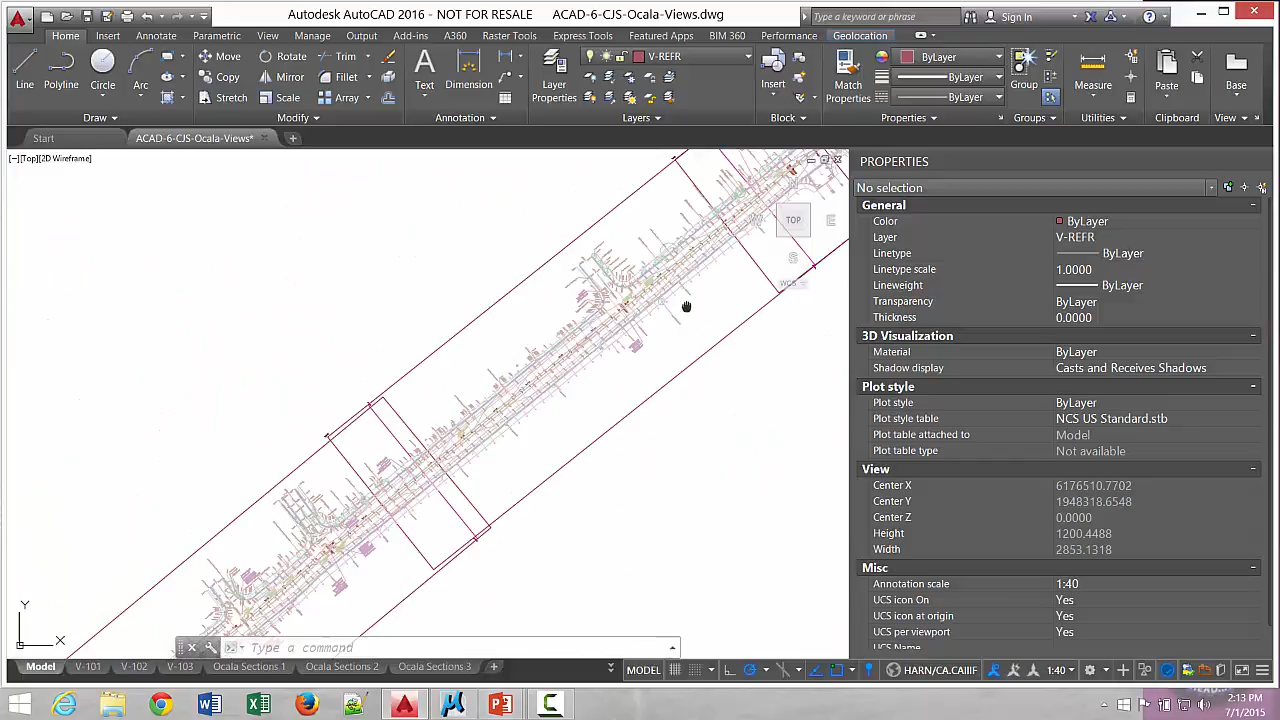 Autodesk AutoCAD 2016 - NOT FOR RESALE ACAD-6-CJS-Ocala-Views.dwg
Type a keyword or phrase
Sign In
Home Insert Annotate Parametric View Manage Output Add-ins A360 Raster Tools Express Tools Featured Apps BIM 360 Performance Geolocation
Line Polyline Circle Arc
Move Rotate Trim
Copy Mirror Fillet
Stretch Scale Array
Text Dimension
Layer Properties
V-REFR
Insert
Match Properties
ByLayer
ByLayer
ByLayer
Group Measure Paste Base
Draw Modify Annotation Layers Block Properties Groups Utilities Clipboard View
Start ACAD-6-CJS-Ocala-Views*
[−][Top][2D Wireframe]
TOP
E
S
WCS
Y
X
PROPERTIES
No selection
General
Color ByLayer
Layer V-REFR
Linetype ByLayer
Linetype scale 1.0000
Lineweight ByLayer
Transparency ByLayer
Thickness 0.0000
3D Visualization
Material ByLayer
Shadow display Casts and Receives Shadows
Plot style
Plot style ByLayer
Plot style table NCS US Standard.stb
Plot table attached to Model
Plot table type Not available
View
Center X 6176510.7702
Center Y 1948318.6548
Center Z 0.0000
Height 1200.4488
Width 2853.1318
Misc
Annotation scale 1:40
UCS icon On Yes
UCS icon at origin Yes
UCS per viewport Yes
UCS Name
Type a command
Model V-101 V-102 V-103 Ocala Sections 1 Ocala Sections 2 Ocala Sections 3
MODEL
HARN/CA.CAIIIF
1:40
2:13 PM
7/1/2015